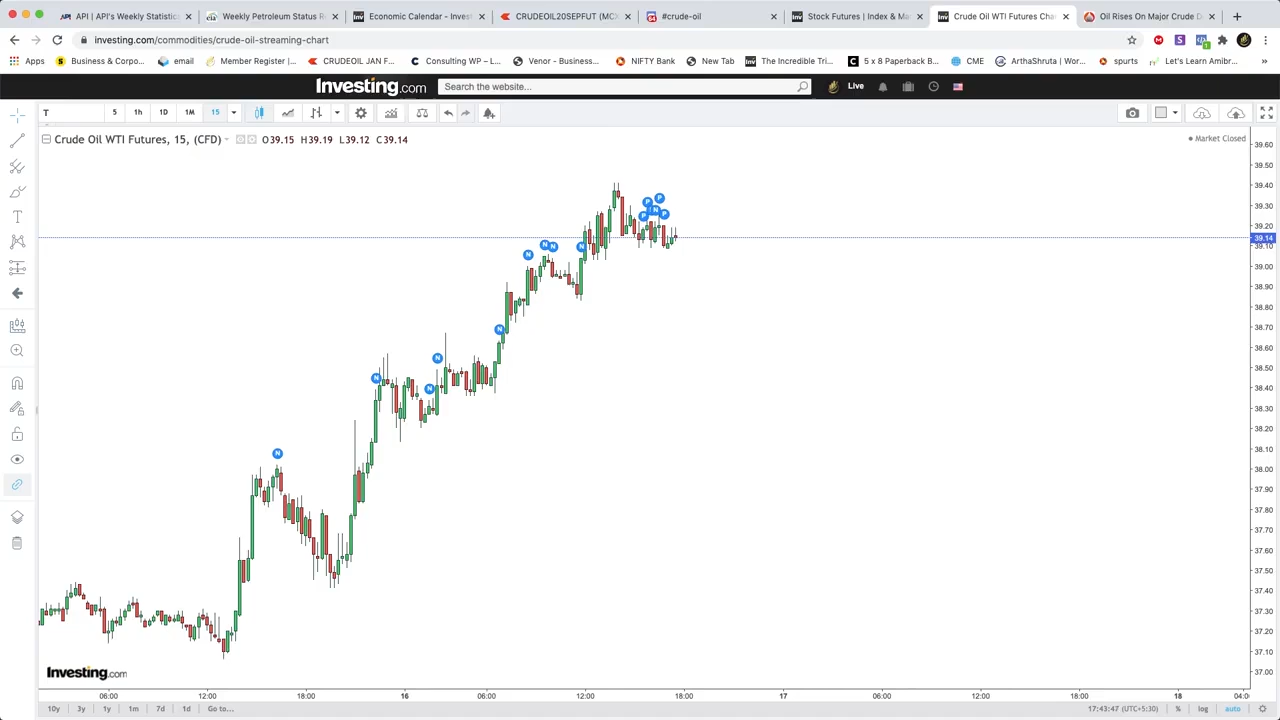 API | API's Weekly Statistic
Weekly Petroleum Status R
Economic Calendar - Invest
CRUDEOIL20SEPFUT (MCX
#crude-oil
Stock Futures | Index & Ma
Crude Oil WTI Futures Cha
Oil Rises On Major Crude D
investing.com/commodities/crude-oil-streaming-chart
Apps
Business & Corpo...
email
Member Register |...
CRUDEOIL JAN F...
Consulting WP – L...
Venor - Business...
NIFTY Bank
New Tab
The Incredible Tri...
5 x 8 Paperback B...
CME
ArthaShruta | Wor...
spurts
Let's Learn Ambr...
Investing.com
Search the website...
Live
T
5
1h
1D
1M
15
Crude Oil WTI Futures, 15, (CFD)
O39.15 H39.19 L39.12 C39.14
Market Closed
39.60
39.50
39.40
39.30
39.20
39.14
39.10
39.00
38.90
38.80
38.70
38.60
38.50
38.40
38.30
38.20
38.10
38.00
37.90
37.80
37.70
37.60
37.50
37.40
37.30
37.20
37.10
37.00
P
P
P
N
P
N
N
N
N
N
N
N
N
N
Investing.com
06:00
12:00
18:00
16
06:00
12:00
18:00
17
06:00
12:00
18:00
18
04:0
10y
3y
1y
1m
7d
1d
Go to...
17:43:47 (UTC+5:30)
%
log
auto